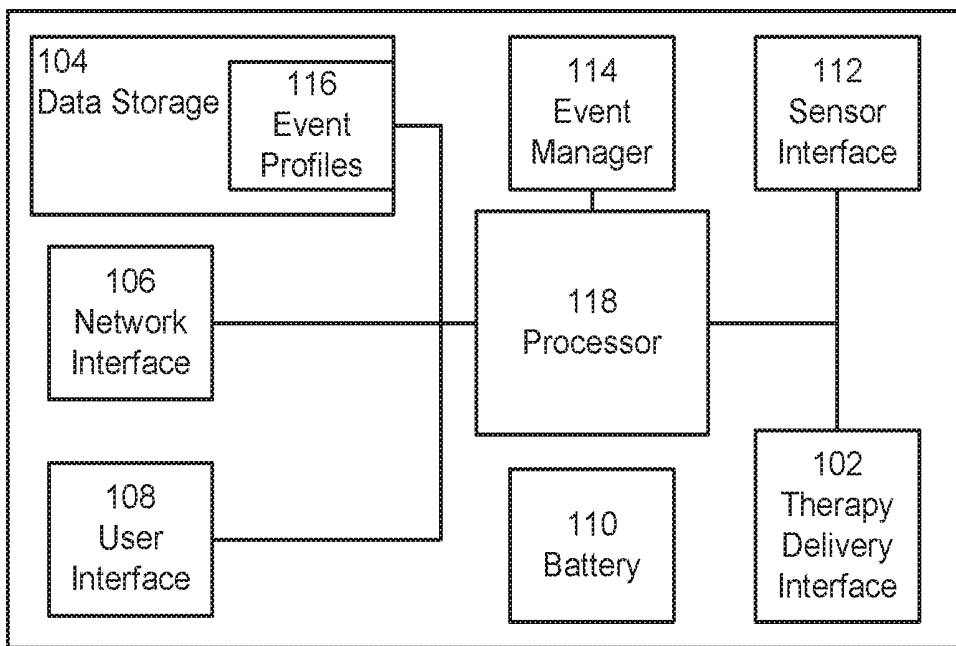 104
Data Storage
116
Event
Profiles
114
Event
Manager
112
Sensor
Interface
106
Network
Interface
118
Processor
108
User
Interface
110
Battery
102
Therapy
Delivery
Interface